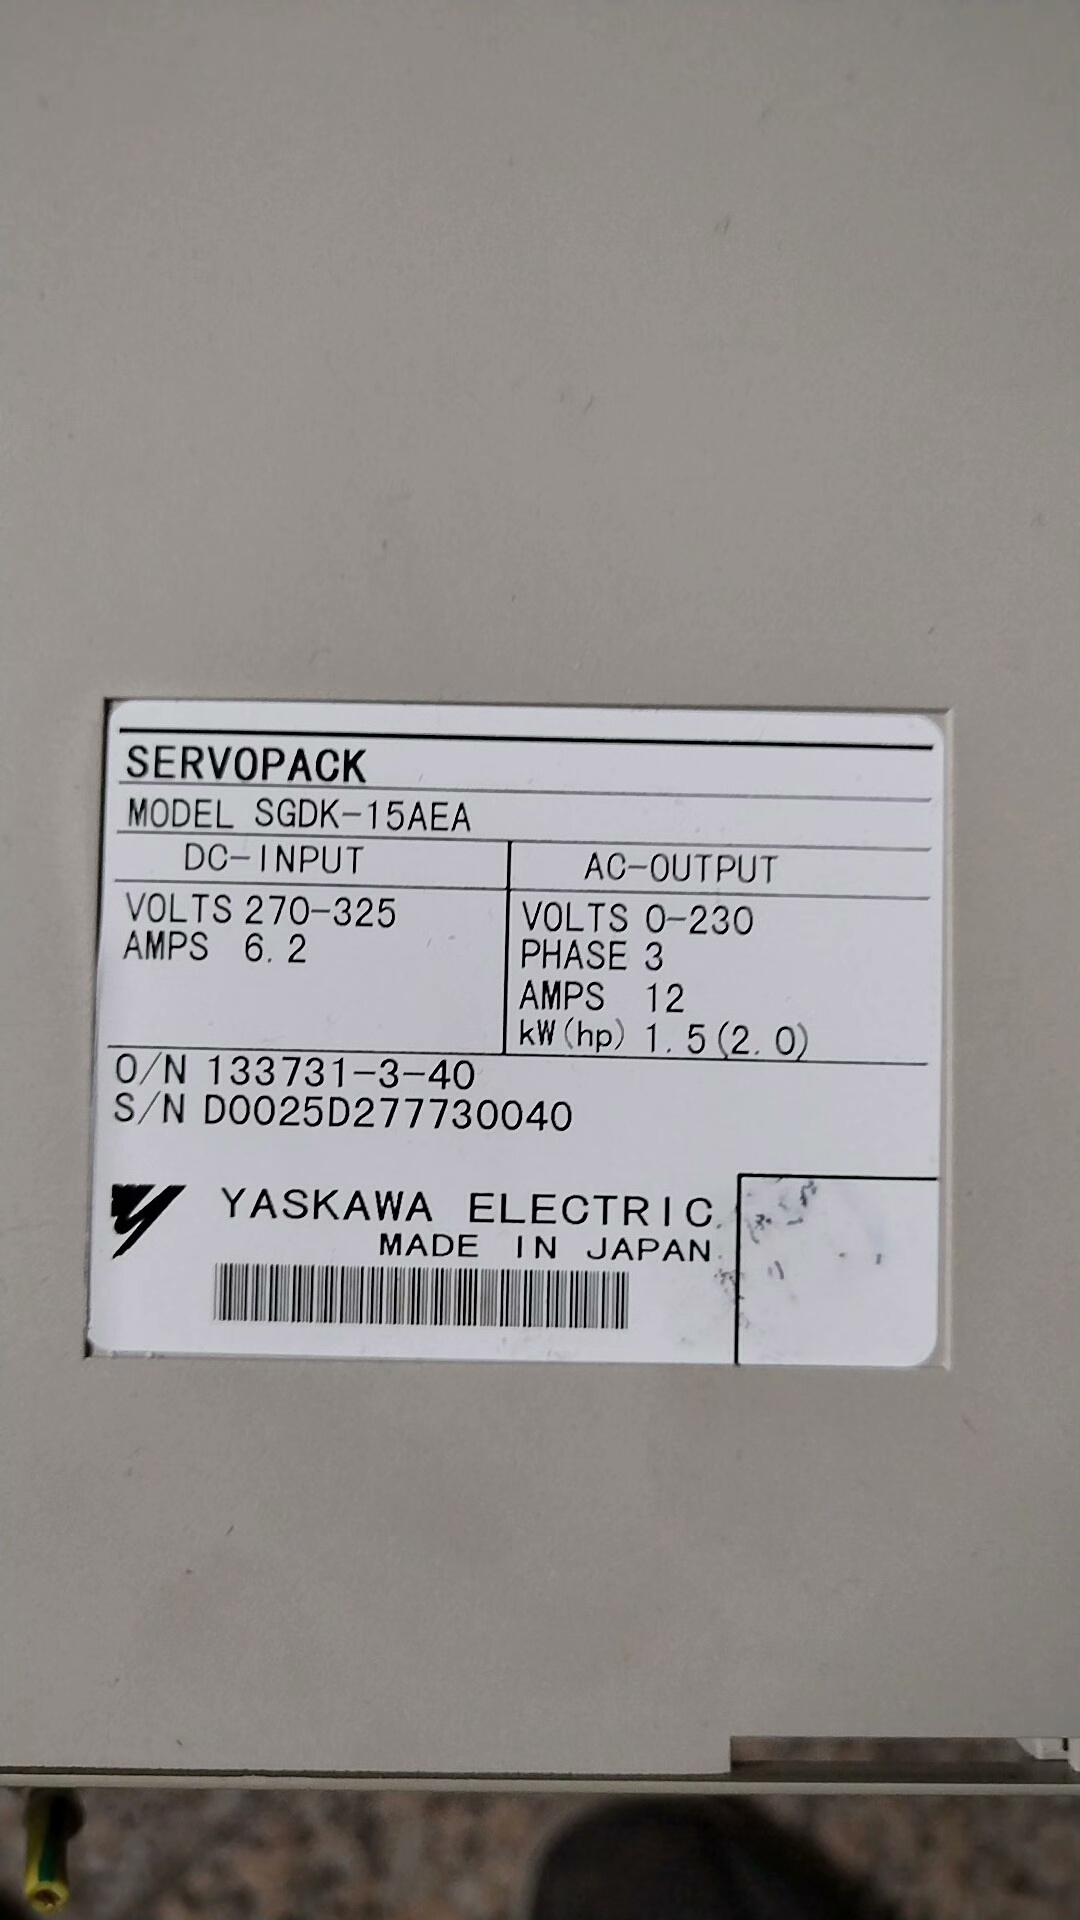 SERVOPACK
MODEL SGDK-15AEA
DC-INPUT
VOLTS 270-325
AMPS 6.2
AC-OUTPUT
VOLTS 0-230
PHASE 3
AMPS 12
kW(hp) 1.5(2.0)
O/N 133731-3-40
S/N D0025D277730040
YASKAWA ELECTRIC
MADE IN JAPAN